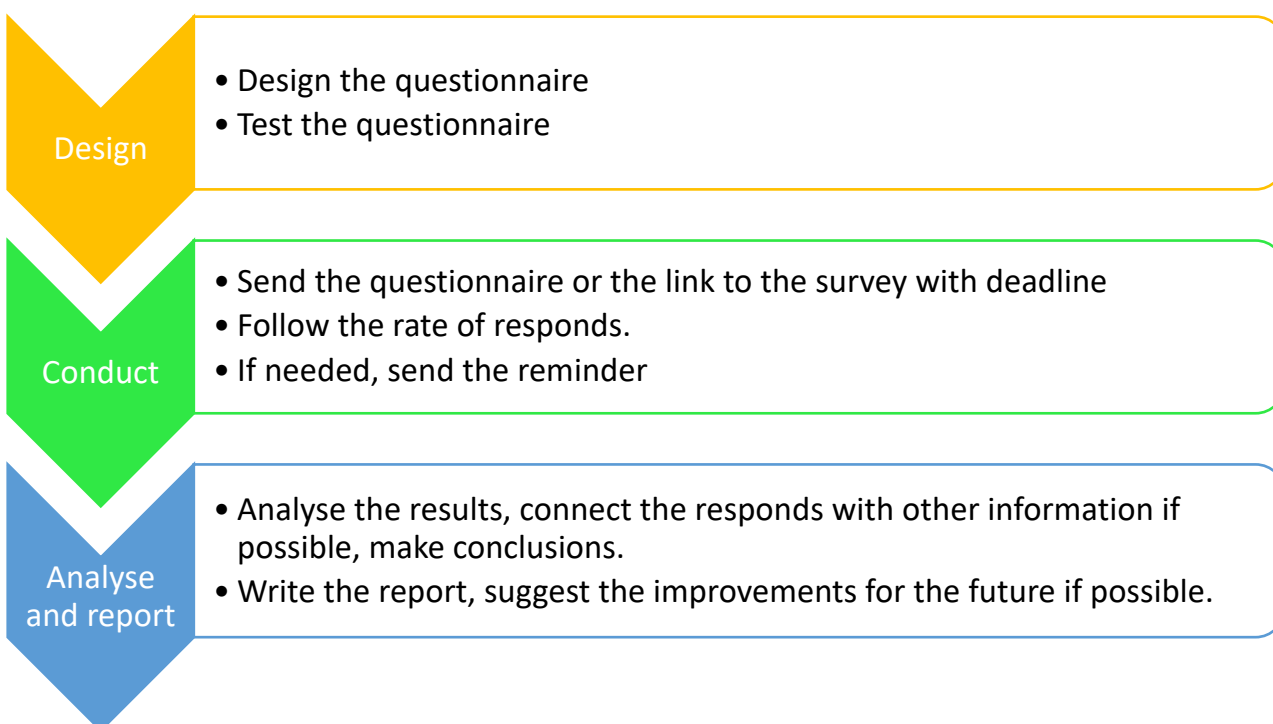 Design
• Design the questionnaire
• Test the questionnaire
Conduct
• Send the questionnaire or the link to the survey with deadline
• Follow the rate of responds.
• If needed, send the reminder
Analyse
and report
• Analyse the results, connect the responds with other information if
possible, make conclusions.
• Write the report, suggest the improvements for the future if possible.